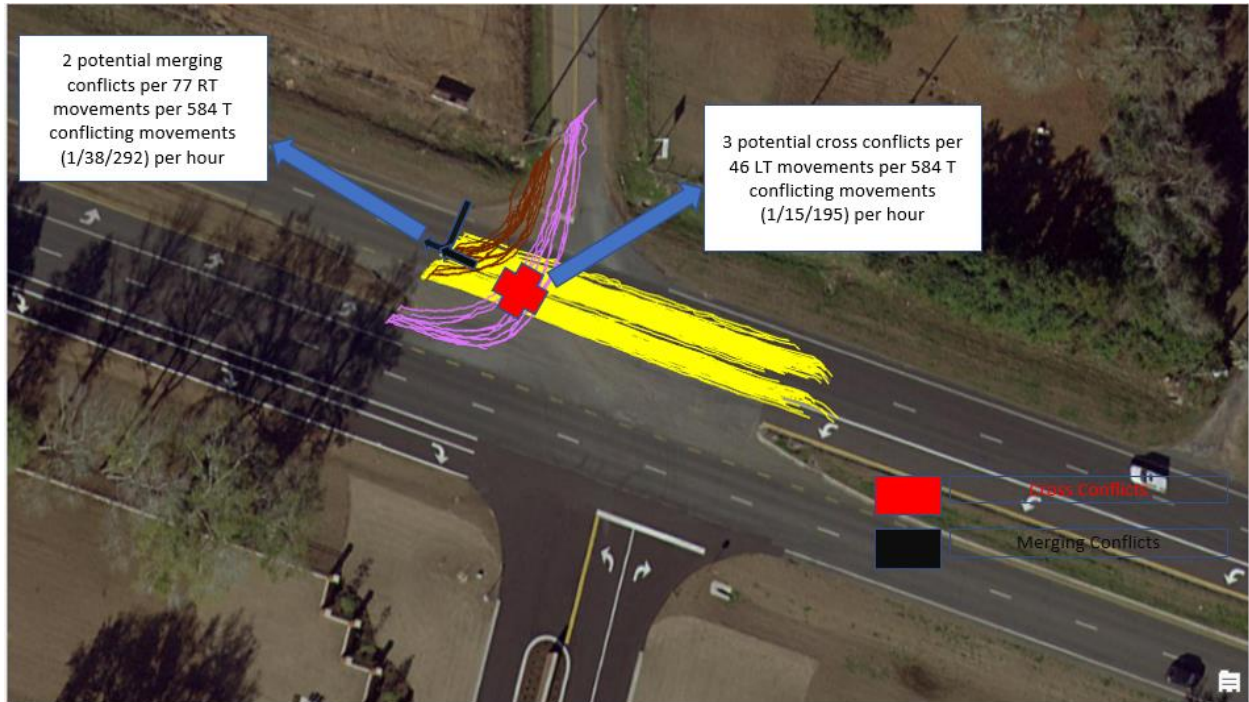 2 potential merging
conflicts per 77 RT
movements per 584 T
conflicting movements
(1/38/292) per hour
3 potential cross conflicts per
46 LT movements per 584 T
conflicting movements
(1/15/195) per hour
Cross Conflicts
Merging Conflicts